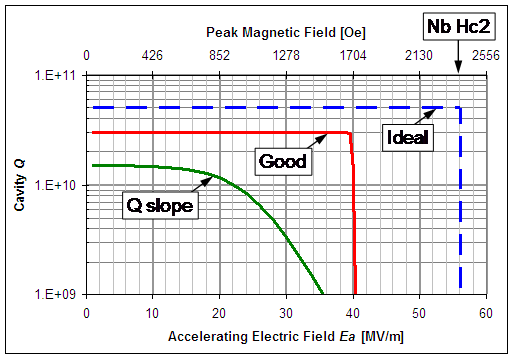 Nb Hc2
Peak Magnetic Field [Oe]
0 426 852 1278 1704 2130 2556
1.E+11
1.E+10
1.E+09
Cavity Q
Ideal
Good
Q slope
0 10 20 30 40 50 60
Accelerating Electric Field Ea [MV/m]